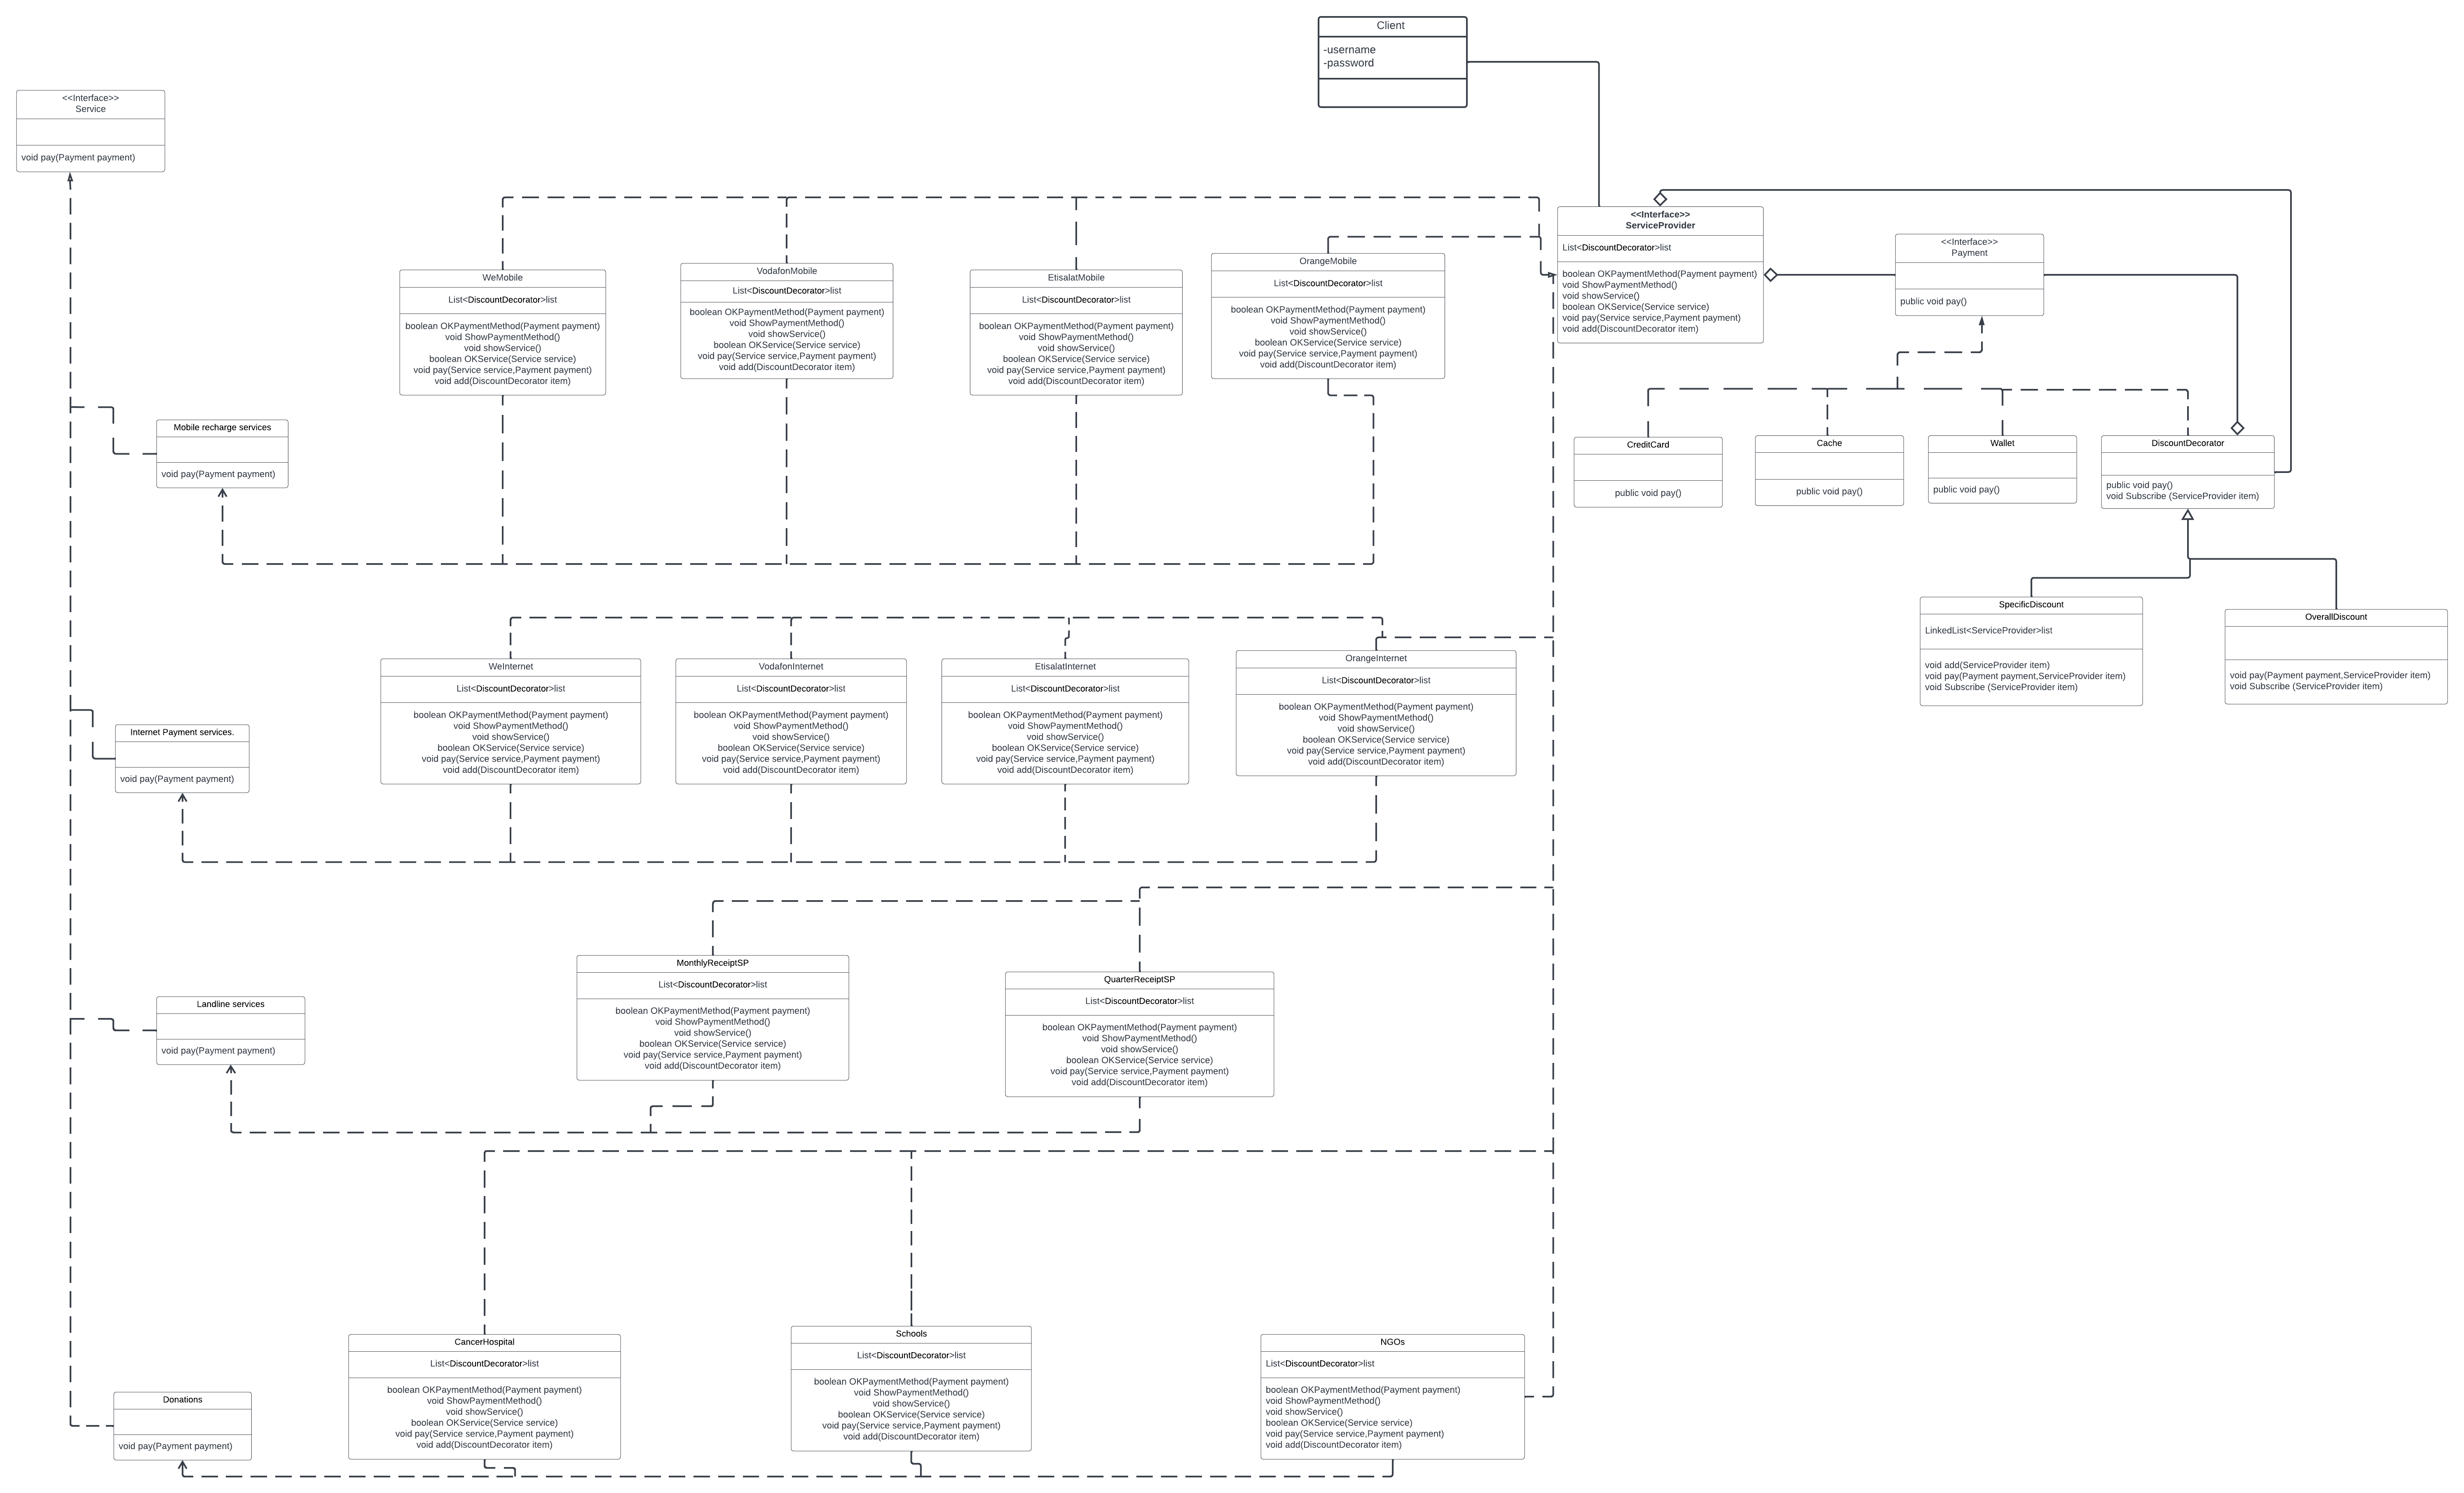 Client
-username
-password
<<Interface>>
Service
void pay(Payment payment)
<<Interface>>
ServiceProvider
List<DiscountDecorator>list
boolean OKPaymentMethod(Payment payment)
void ShowPaymentMethod()
void showService()
boolean OKService(Service service)
void pay(Service service,Payment payment)
void add(DiscountDecorator item)
<<Interface>>
Payment
public void pay()
WeMobile
List<DiscountDecorator>list
boolean OKPaymentMethod(Payment payment)
void ShowPaymentMethod()
void showService()
boolean OKService(Service service)
void pay(Service service,Payment payment)
void add(DiscountDecorator item)
VodafonMobile
List<DiscountDecorator>list
boolean OKPaymentMethod(Payment payment)
void ShowPaymentMethod()
void showService()
boolean OKService(Service service)
void pay(Service service,Payment payment)
void add(DiscountDecorator item)
EtisalatMobile
List<DiscountDecorator>list
boolean OKPaymentMethod(Payment payment)
void ShowPaymentMethod()
void showService()
boolean OKService(Service service)
void pay(Service service,Payment payment)
void add(DiscountDecorator item)
OrangeMobile
List<DiscountDecorator>list
boolean OKPaymentMethod(Payment payment)
void ShowPaymentMethod()
void showService()
boolean OKService(Service service)
void pay(Service service,Payment payment)
void add(DiscountDecorator item)
Mobile recharge services
void pay(Payment payment)
CreditCard
public void pay()
Cache
public void pay()
Wallet
public void pay()
DiscountDecorator
public void pay()
void Subscribe (ServiceProvider item)
SpecificDiscount
LinkedList<ServiceProvider>list
void add(ServiceProvider item)
void pay(Payment payment,ServiceProvider item)
void Subscribe (ServiceProvider item)
OverallDiscount
void pay(Payment payment,ServiceProvider item)
void Subscribe (ServiceProvider item)
WeInternet
List<DiscountDecorator>list
boolean OKPaymentMethod(Payment payment)
void ShowPaymentMethod()
void showService()
boolean OKService(Service service)
void pay(Service service,Payment payment)
void add(DiscountDecorator item)
VodafonInternet
List<DiscountDecorator>list
boolean OKPaymentMethod(Payment payment)
void ShowPaymentMethod()
void showService()
boolean OKService(Service service)
void pay(Service service,Payment payment)
void add(DiscountDecorator item)
EtisalatInternet
List<DiscountDecorator>list
boolean OKPaymentMethod(Payment payment)
void ShowPaymentMethod()
void showService()
boolean OKService(Service service)
void pay(Service service,Payment payment)
void add(DiscountDecorator item)
OrangeInternet
List<DiscountDecorator>list
boolean OKPaymentMethod(Payment payment)
void ShowPaymentMethod()
void showService()
boolean OKService(Service service)
void pay(Service service,Payment payment)
void add(DiscountDecorator item)
Internet Payment services.
void pay(Payment payment)
MonthlyReceiptSP
List<DiscountDecorator>list
boolean OKPaymentMethod(Payment payment)
void ShowPaymentMethod()
void showService()
boolean OKService(Service service)
void pay(Service service,Payment payment)
void add(DiscountDecorator item)
QuarterReceiptSP
List<DiscountDecorator>list
boolean OKPaymentMethod(Payment payment)
void ShowPaymentMethod()
void showService()
boolean OKService(Service service)
void pay(Service service,Payment payment)
void add(DiscountDecorator item)
Landline services
void pay(Payment payment)
CancerHospital
List<DiscountDecorator>list
boolean OKPaymentMethod(Payment payment)
void ShowPaymentMethod()
void showService()
boolean OKService(Service service)
void pay(Service service,Payment payment)
void add(DiscountDecorator item)
Schools
List<DiscountDecorator>list
boolean OKPaymentMethod(Payment payment)
void ShowPaymentMethod()
void showService()
boolean OKService(Service service)
void pay(Service service,Payment payment)
void add(DiscountDecorator item)
NGOs
List<DiscountDecorator>list
boolean OKPaymentMethod(Payment payment)
void ShowPaymentMethod()
void showService()
boolean OKService(Service service)
void pay(Service service,Payment payment)
void add(DiscountDecorator item)
Donations
void pay(Payment payment)